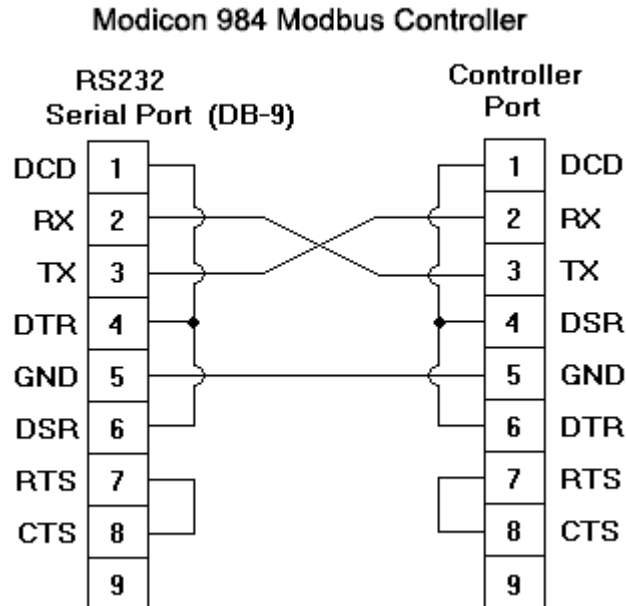 Modicon 984 Modbus Controller
RS232
Serial Port (DB-9)
Controller
Port
DCD 1 1 DCD
RX 2 2 RX
TX 3 3 TX
DTR 4 4 DSR
GND 5 5 GND
DSR 6 6 DTR
RTS 7 7 RTS
CTS 8 8 CTS
9 9